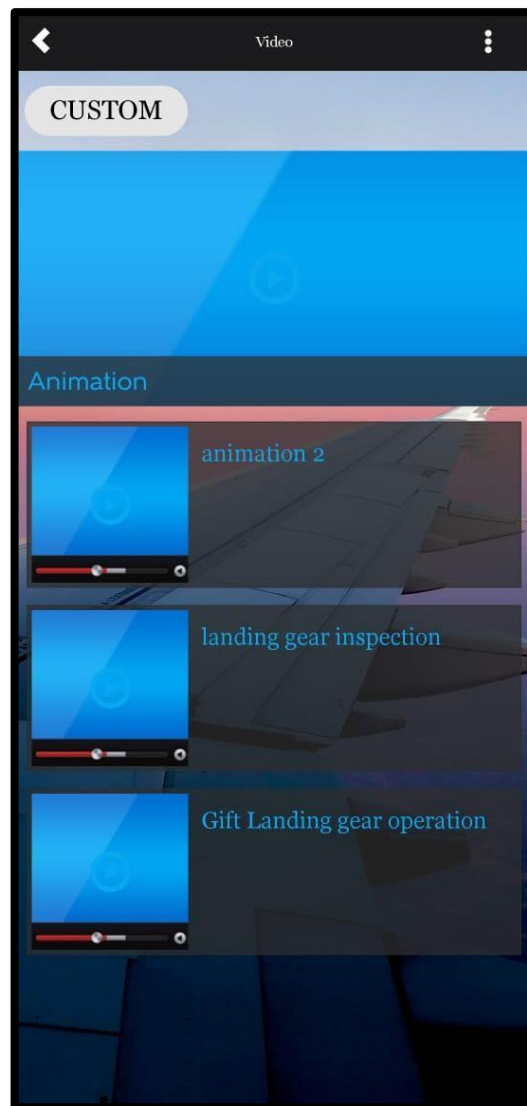 Video
CUSTOM
Animation
animation 2
landing gear inspection
Gift Landing gear operation